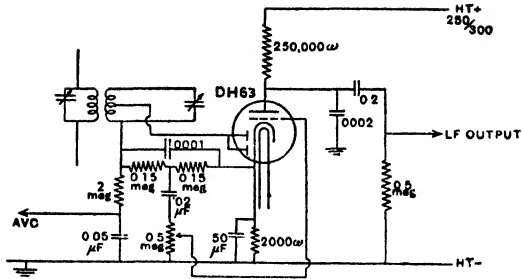 HT+
250/300
250,000ω
DH63
0 2
0002
LF OUTPUT
0001
0 15 meg
0 15 meg
2 meg
02 μF
0 5 meg
AVC
0 05 μF
0 5 meg
50 μF
2000ω
HT-